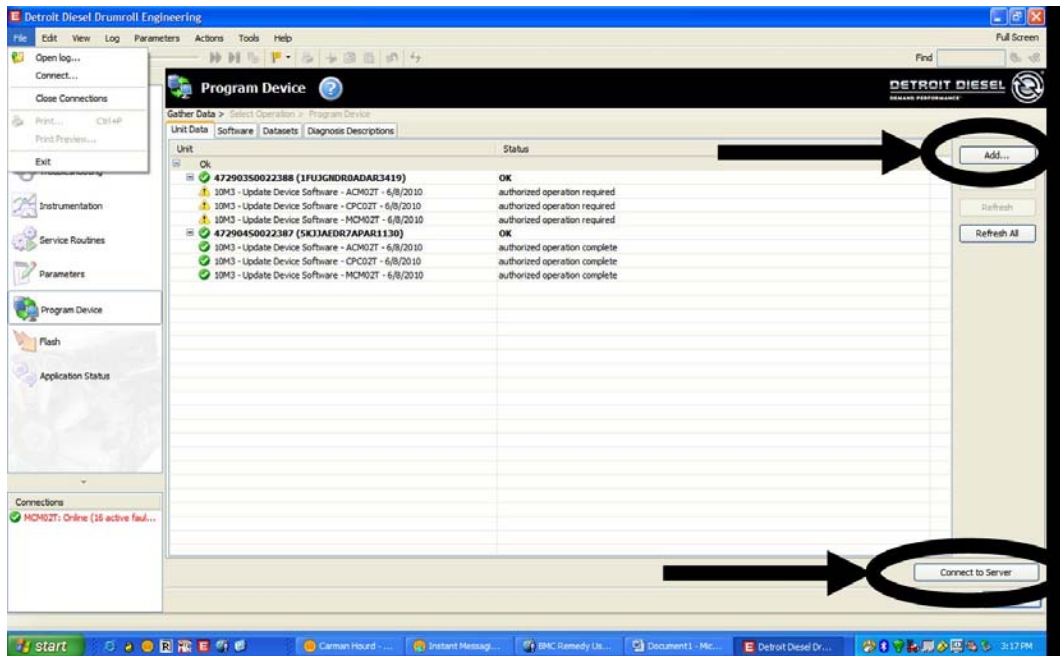 Detroit Diesel Drumroll Engineering
File Edit View Log Parameters Actions Tools Help Full Screen
Open log...
Connect...
Close Connections
Print... Ctrl+P
Print Preview...
Exit
Find
Program Device
DETROIT DIESEL
DEMAND PERFORMANCE
Gather Data > Select Operation > Program Device
Unit Data Software Datasets Diagnosis Descriptions
Unit Status
Ok
47290350022388 (1FUJGNDR0ADAR3419) OK
10M3 - Update Device Software - ACM02T - 6/8/2010 authorized operation required
10M3 - Update Device Software - CPC02T - 6/8/2010 authorized operation required
10M3 - Update Device Software - MCM02T - 6/8/2010 authorized operation required
47290450022387 (5KJJAEDR7APAR1130) OK
10M3 - Update Device Software - ACM02T - 6/8/2010 authorized operation complete
10M3 - Update Device Software - CPC02T - 6/8/2010 authorized operation complete
10M3 - Update Device Software - MCM02T - 6/8/2010 authorized operation complete
Add...
Refresh
Refresh All
Instrumentation
Service Routines
Parameters
Program Device
Flash
Application Status
Connections
MCM02T: Online (16 active faul...
Connect to Server
start
Carman Hourd - ...
Instant Messagi...
BMC Remedy Us...
Document1 - Mic...
Detroit Diesel Dr...
3:17PM